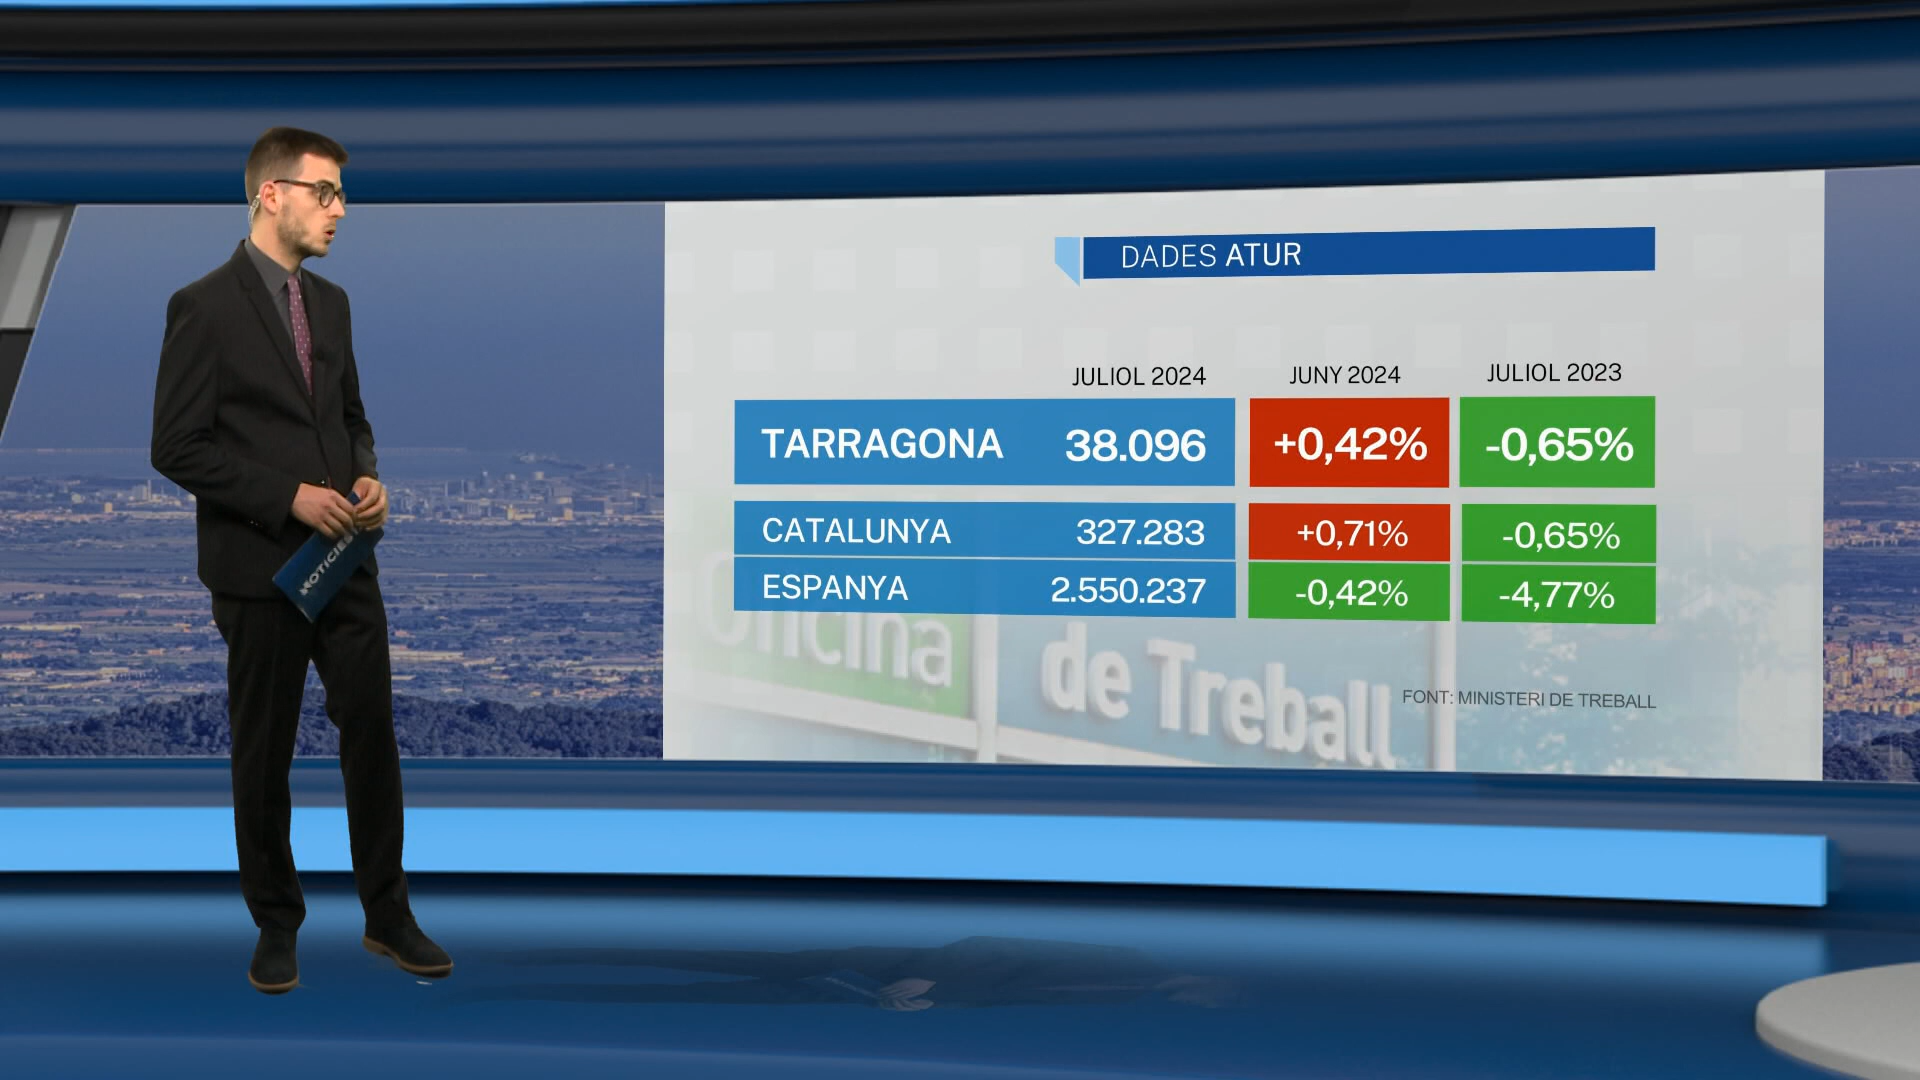 DADES ATUR
JULIOL 2024 JUNY 2024 JULIOL 2023
TARRAGONA 38.096 +0,42% -0,65%
CATALUNYA 327.283 +0,71% -0,65%
ESPANYA 2.550.237 -0,42% -4,77%
Oficina de Treball
FONT: MINISTERI DE TREBALL
NOTÍCIES